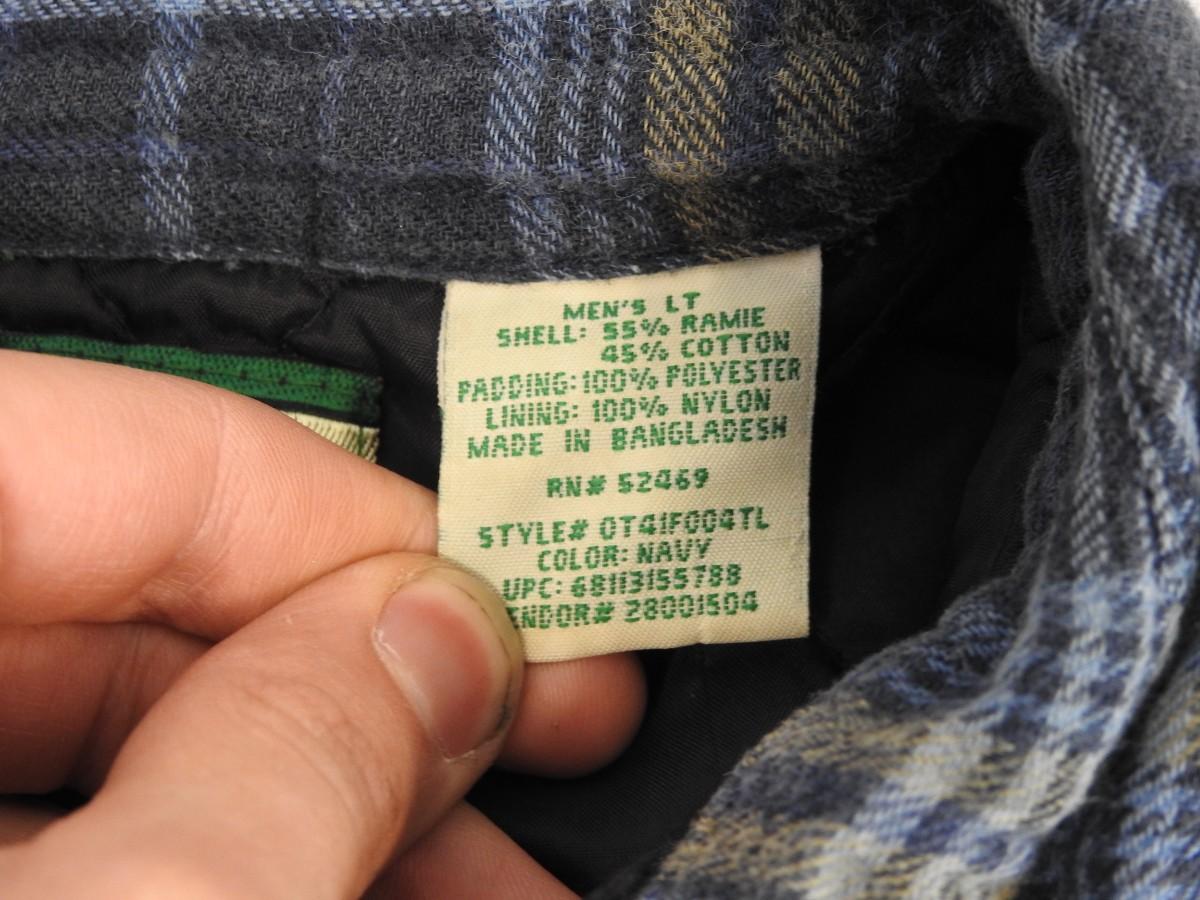 MEN'S LT
SHELL: 55% RAMIE
45% COTTON
PADDING: 100% POLYESTER
LINING: 100% NYLON
MADE IN BANGLADESH
RN# 52469
STYLE# 0T41F004TL
COLOR: NAVY
UPC: 68113155788
ENDOR# 28001504